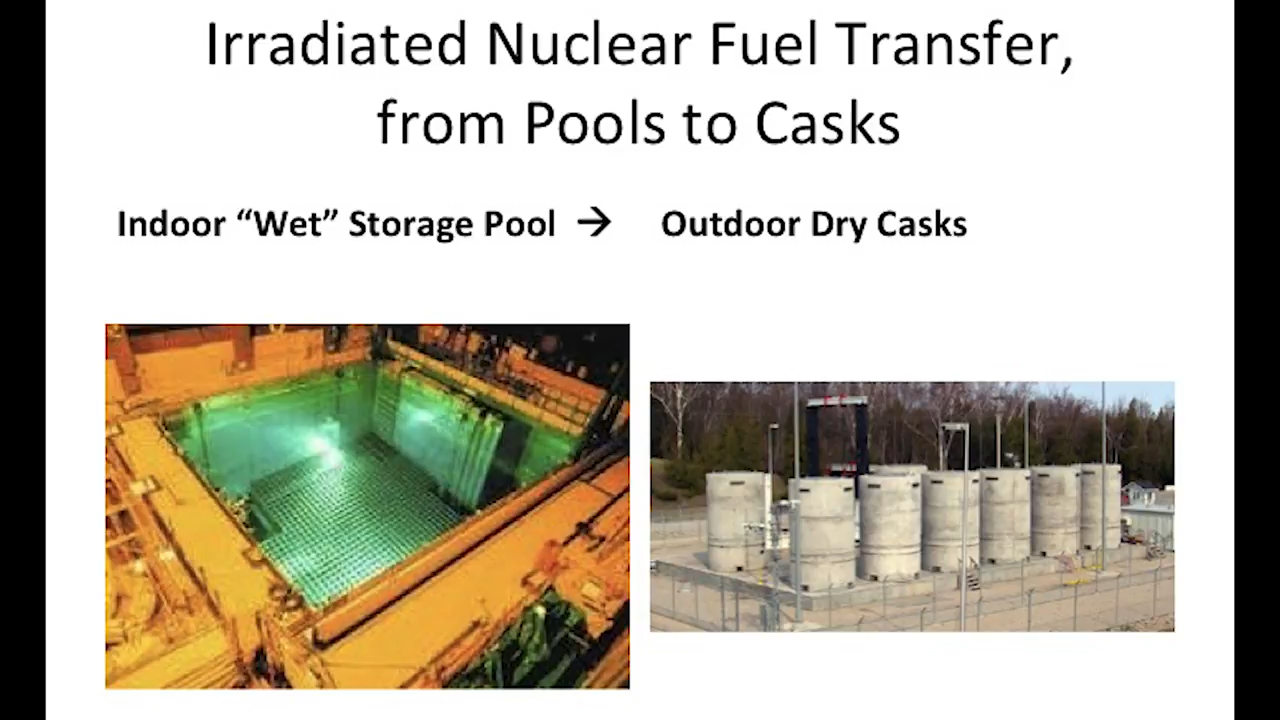 Irradiated Nuclear Fuel Transfer,
from Pools to Casks
Indoor “Wet” Storage Pool → Outdoor Dry Casks